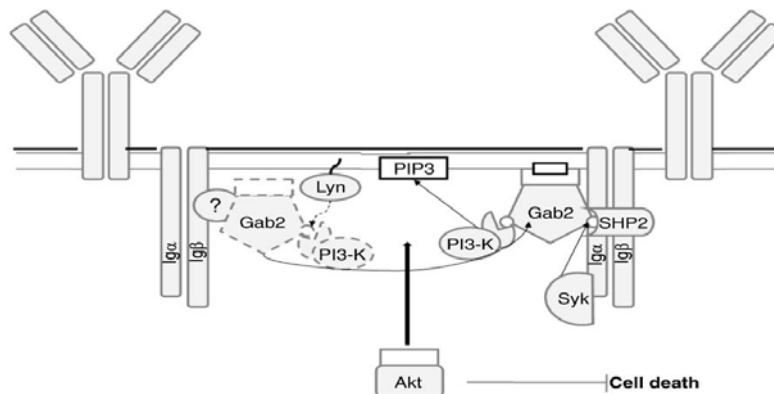 PIP3
Lyn
?
Gab2
PI3-K
Igα
Igβ
Gab2
PI3-K
SHP2
Igα
Igβ
Syk
Akt
Cell death